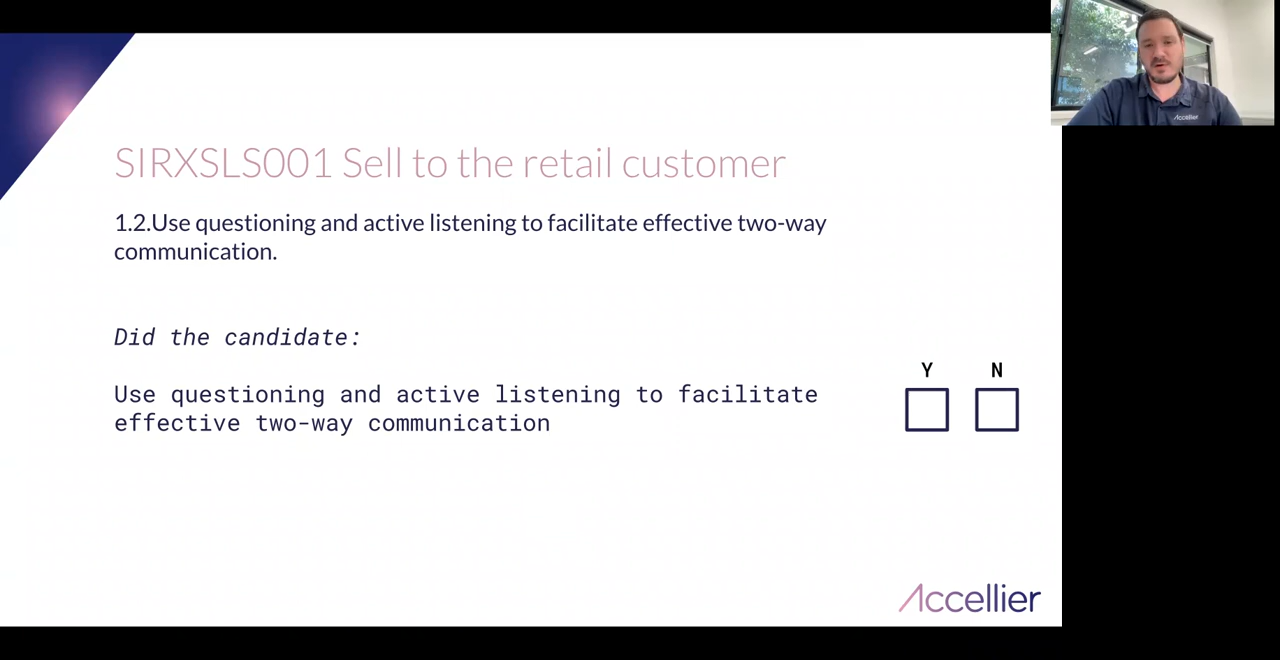 Accellier
SIRXSLS001 Sell to the retail customer
1.2.Use questioning and active listening to facilitate effective two-way
communication.
Did the candidate:
Y N
Use questioning and active listening to facilitate
effective two-way communication
Accellier